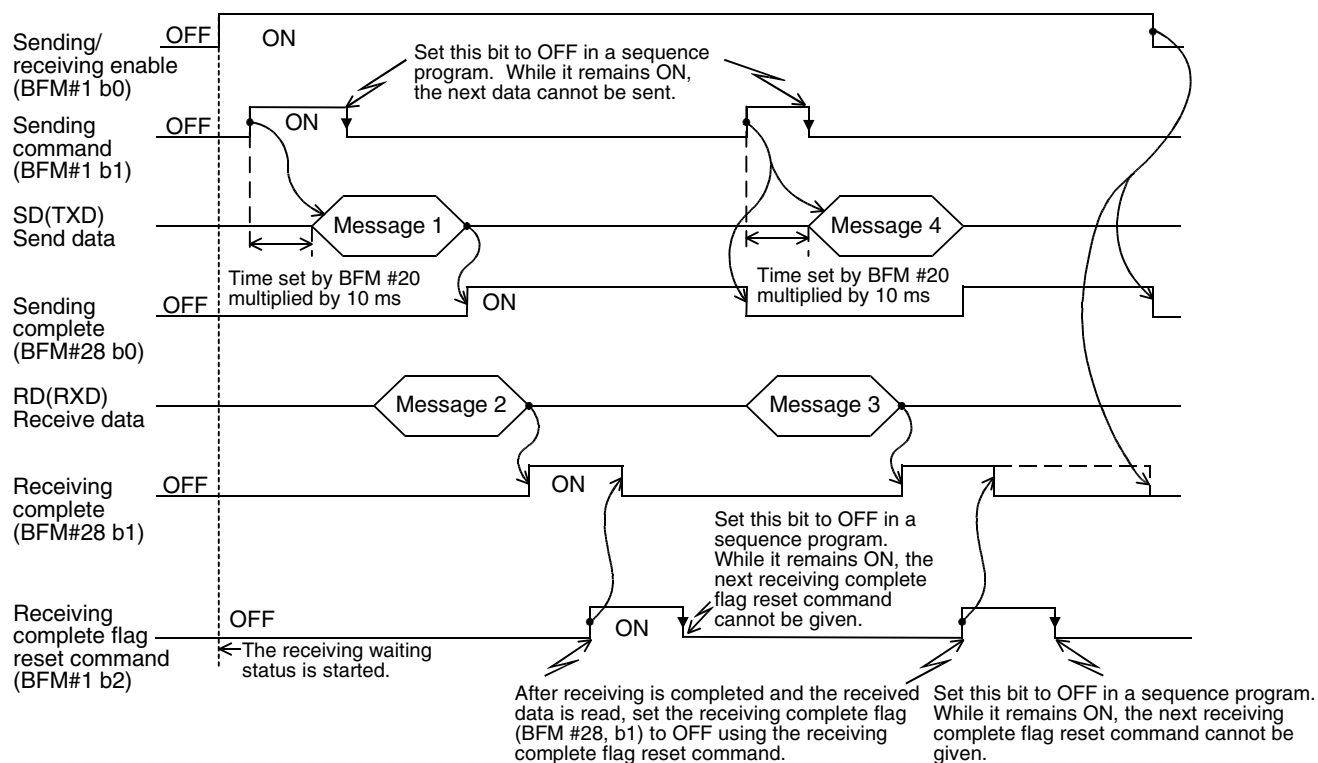 Sending/
receiving enable
(BFM#1 b0)
OFF
ON
Set this bit to OFF in a sequence
program. While it remains ON,
the next data cannot be sent.
Sending
command
(BFM#1 b1)
OFF
ON
SD(TXD)
Send data
Message 1
Message 4
Time set by BFM #20
multiplied by 10 ms
Time set by BFM #20
multiplied by 10 ms
Sending
complete
(BFM#28 b0)
OFF
ON
RD(RXD)
Receive data
Message 2
Message 3
Receiving
complete
(BFM#28 b1)
OFF
ON
Set this bit to OFF in a
sequence program.
While it remains ON, the
next receiving complete
flag reset command
cannot be given.
Receiving
complete flag
reset command
(BFM#1 b2)
OFF
ON
The receiving waiting
status is started.
After receiving is completed and the received
data is read, set the receiving complete flag
(BFM #28, b1) to OFF using the receiving
complete flag reset command.
Set this bit to OFF in a sequence program.
While it remains ON, the next receiving
complete flag reset command cannot be
given.